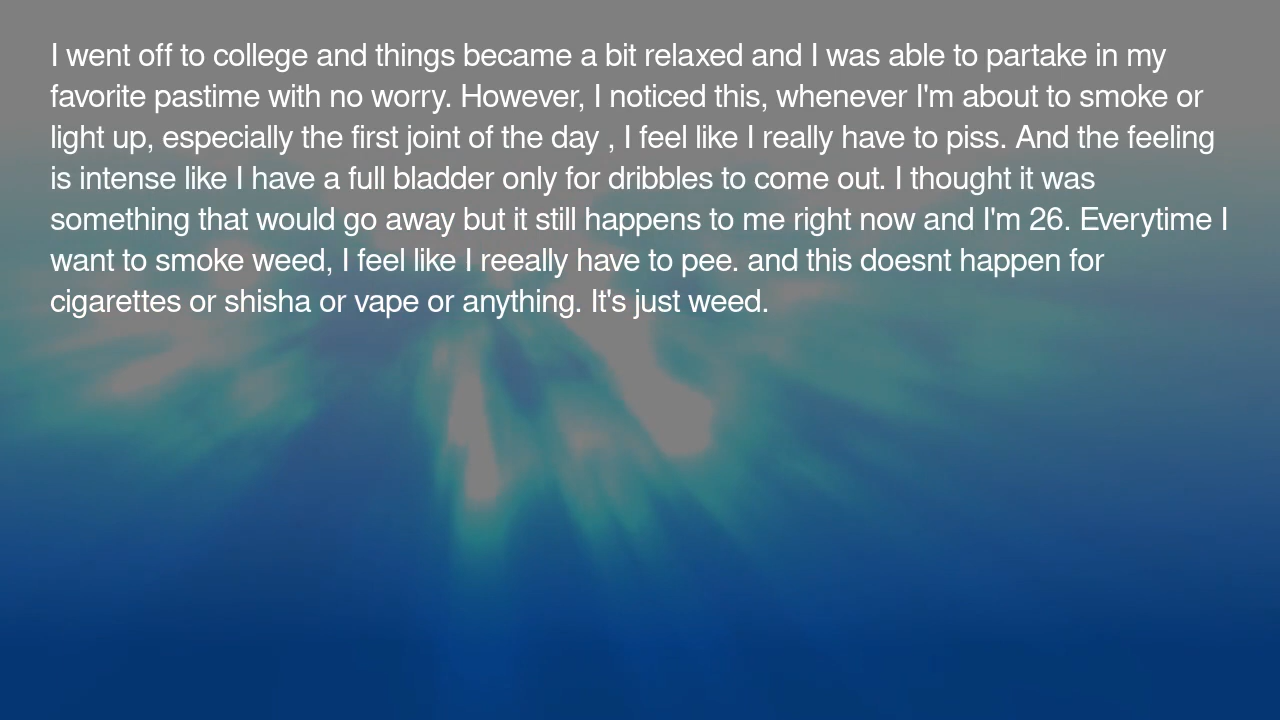 I went off to college and things became a bit relaxed and I was able to partake in my
favorite pastime with no worry. However, I noticed this, whenever I'm about to smoke or
light up, especially the first joint of the day , I feel like I really have to piss. And the feeling
is intense like I have a full bladder only for dribbles to come out. I thought it was
something that would go away but it still happens to me right now and I'm 26. Everytime I
want to smoke weed, I feel like I reeally have to pee. and this doesnt happen for
cigarettes or shisha or vape or anything. It's just weed.